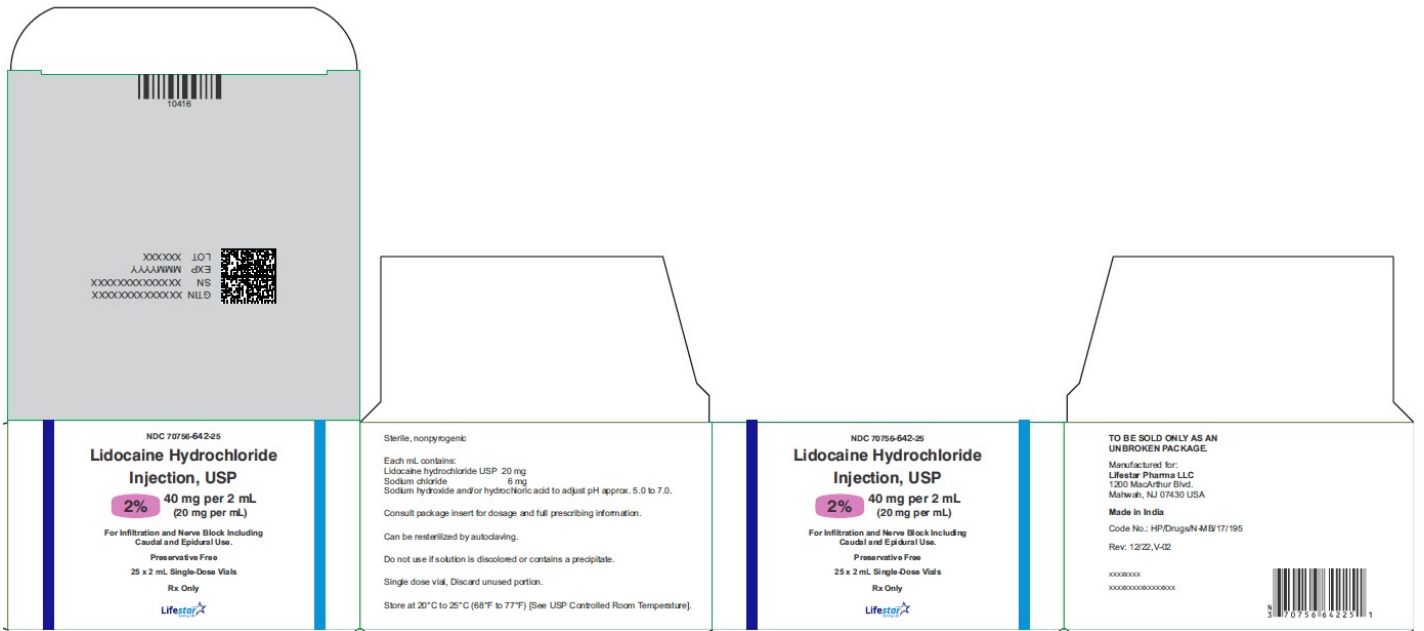 10416
GTIN XXXXXXXXXXXXXX
SN XXXXXXXXXXXXXX
EXP MMMYYYY
LOT XXXXXX
NDC 70756-642-25
Lidocaine Hydrochloride
Injection, USP
2%
40 mg per 2 mL
(20 mg per mL)
For Infiltration and Nerve Block Including
Caudal and Epidural Use.
Preservative Free
25 x 2 mL Single-Dose Vials
Rx Only
Lifestar
Sterile, nonpyrogenic
Each mL contains:
Lidocaine hydrochloride USP 20 mg
Sodium chloride 6 mg
Sodium hydroxide and/or hydrochloric acid to adjust pH approx. 5.0 to 7.0.
Consult package insert for dosage and full prescribing information.
Can be resterilized by autoclaving.
Do not use if solution is discolored or contains a precipitate.
Single dose vial, Discard unused portion.
Store at 20°C to 25°C (68°F to 77°F) [See USP Controlled Room Temperature].
NDC 70756-642-25
Lidocaine Hydrochloride
Injection, USP
2%
40 mg per 2 mL
(20 mg per mL)
For Infiltration and Nerve Block Including
Caudal and Epidural Use.
Preservative Free
25 x 2 mL Single-Dose Vials
Rx Only
Lifestar
TO BE SOLD ONLY AS AN
UNBROKEN PACKAGE.
Manufactured for:
Lifestar Pharma LLC
1200 MacArthur Blvd.
Mahwah, NJ 07430 USA
Made in India
Code No.: HP/Drugs/N-MB/17/195
Rev: 12/22,V-02
N
3 70756 64225 1